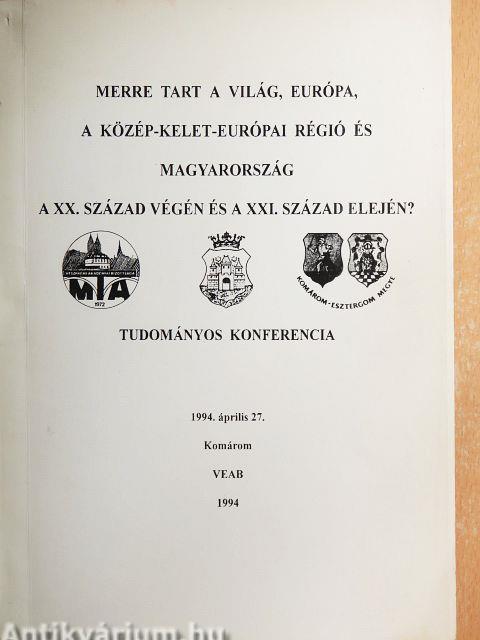 MERRE TART A VILÁG, EURÓPA,
A KÖZÉP-KELET-EURÓPAI RÉGIÓ ÉS
MAGYARORSZÁG
A XX. SZÁZAD VÉGÉN ÉS A XXI. SZÁZAD ELEJÉN?
MTA
1972
KOMÁROM-ESZTERGOM MEGYE
TUDOMÁNYOS KONFERENCIA
1994. április 27.
Komárom
VEAB
1994
Antikvárium.hu